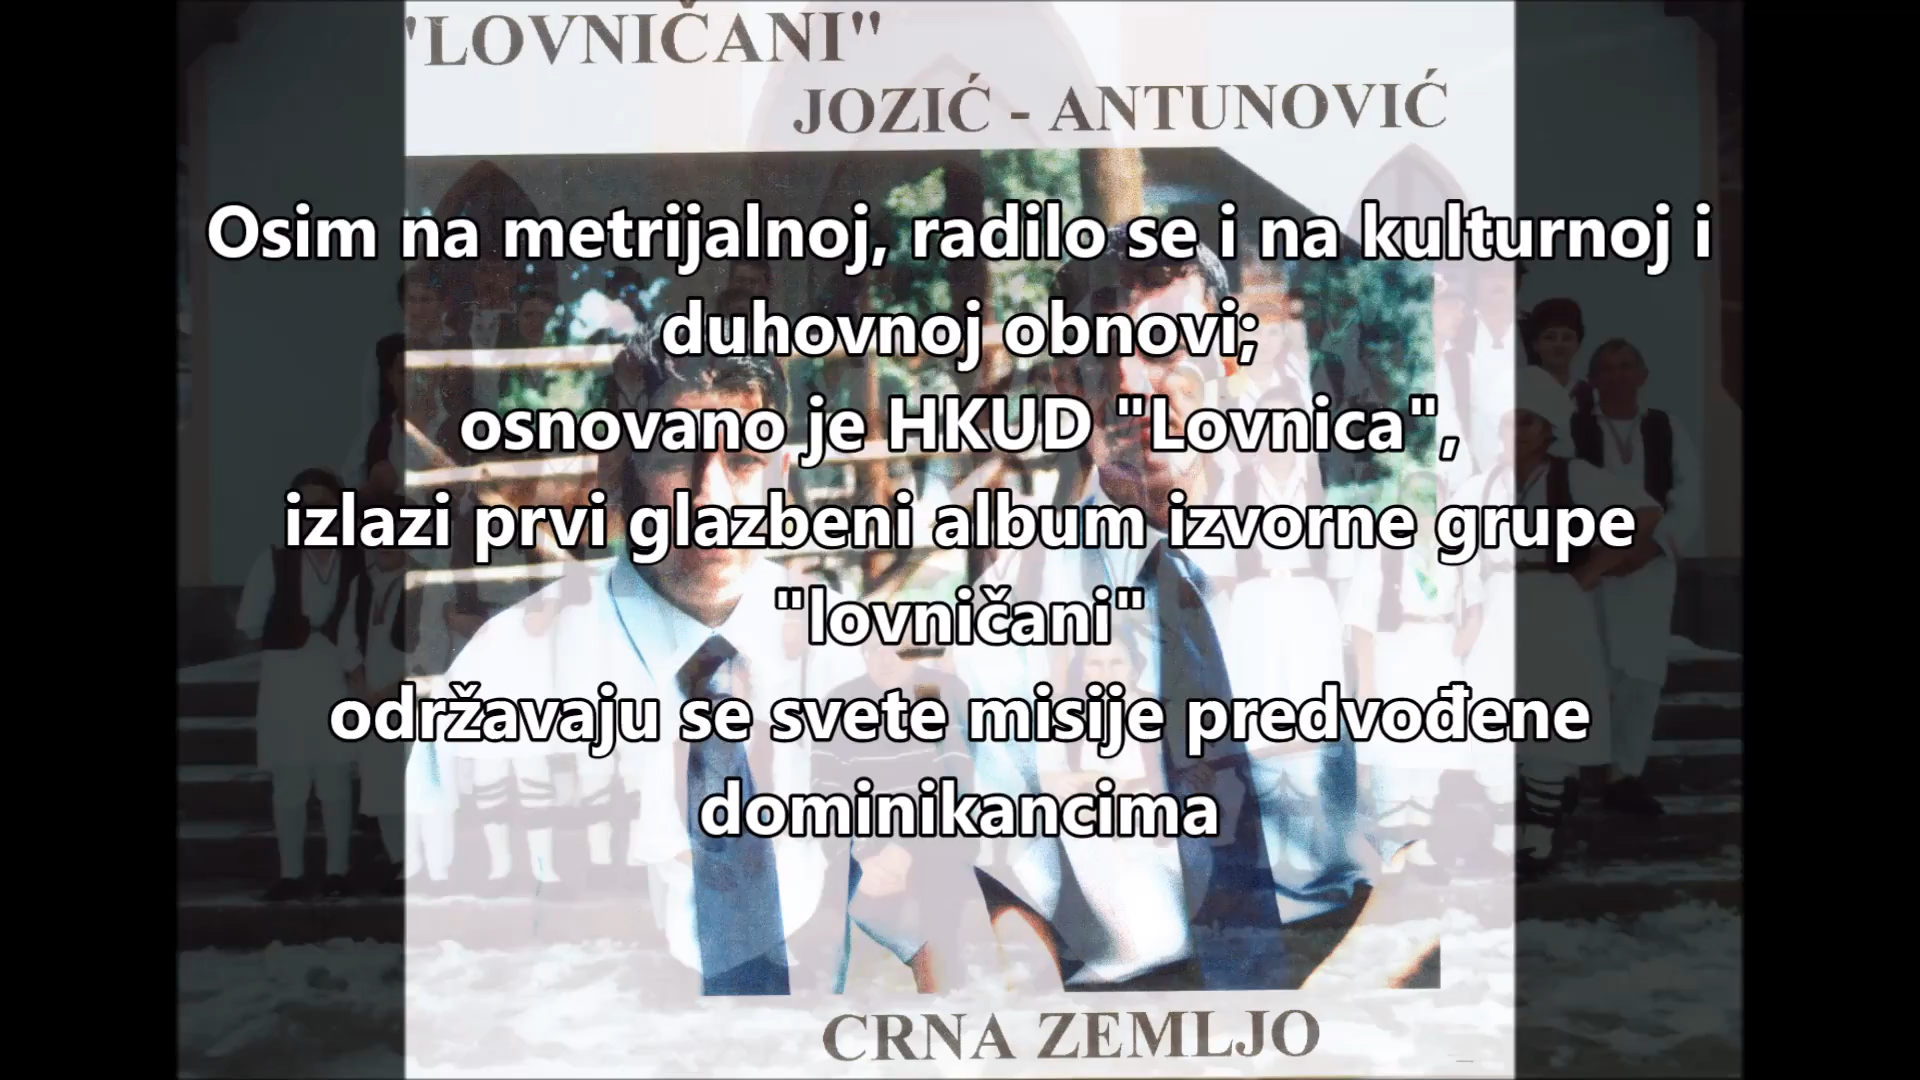 "LOVNIČANI"
JOZIĆ - ANTUNOVIĆ
Osim na metrijalnoj, radilo se i na kulturnoj i
duhovnoj obnovi;
osnovano je HKUD "Lovnica",
izlazi prvi glazbeni album izvorne grupe
"lovničani"
održavaju se svete misije predvođene
dominikancima
CRNA ZEMLJO